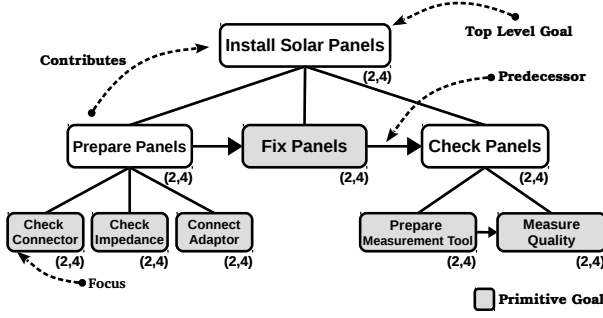 Install Solar Panels
Top Level Goal
(2,4)
Contributes
Predecessor
Prepare Panels
Fix Panels
Check Panels
(2,4)
(2,4)
(2,4)
Check
Connector
Check
Impedance
Connect
Adaptor
Prepare
Measurement Tool
Measure
Quality
(2,4)
(2,4)
(2,4)
(2,4)
(2,4)
Focus
Primitive Goal